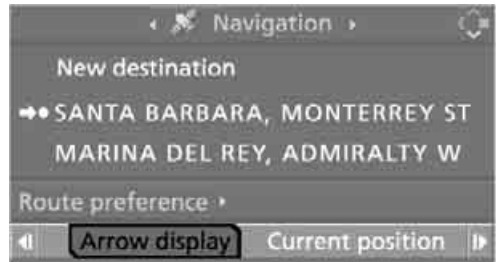 Navigation
New destination
SANTA BARBARA, MONTERREY ST
MARINA DEL REY, ADMIRALTY W
Route preference
Arrow display Current position